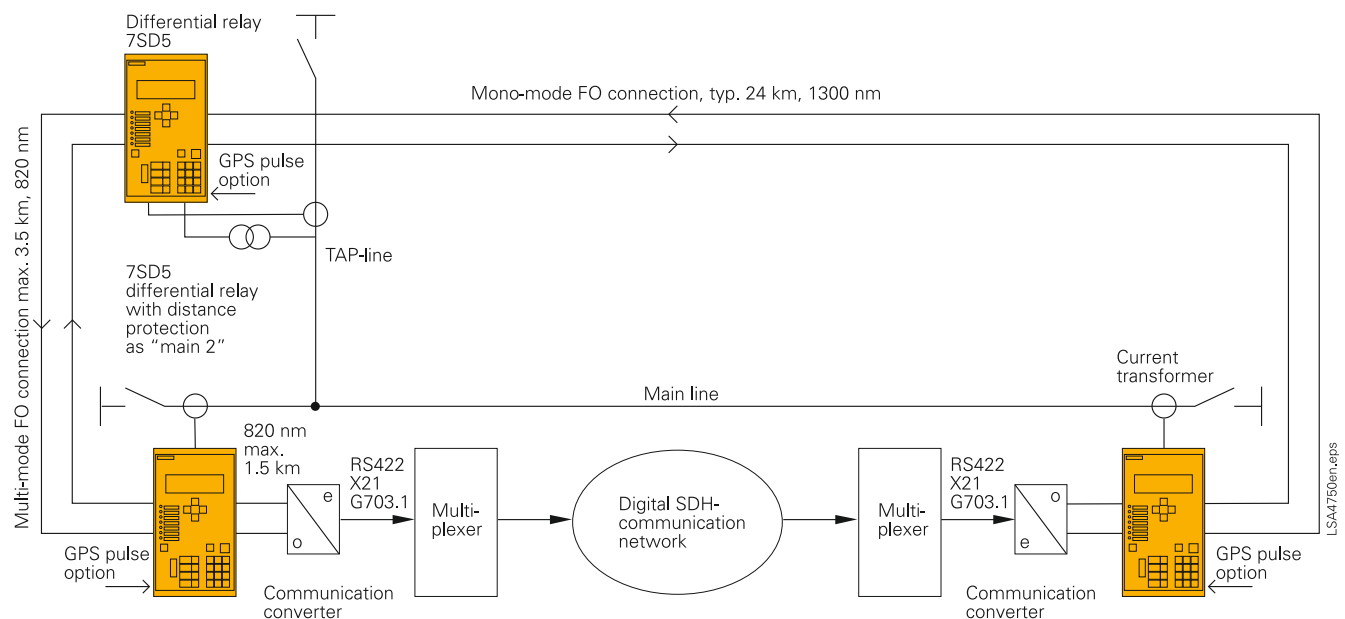 Differential relay
7SD5
Mono-mode FO connection, typ. 24 km, 1300 nm
Multi-mode FO connection max. 3.5 km, 820 nm
GPS pulse
option
TAP-line
7SD5
differential relay
with distance
protection
as “main 2”
Current
transformer
Main line
820 nm
max.
1.5 km
RS422
X21
G703.1
e
o
Multi-
plexer
Digital SDH-
communication
network
Multi-
plexer
RS422
X21
G703.1
o
e
GPS pulse
option
Communication
converter
Communication
converter
GPS pulse
option
LSA4750en.eps